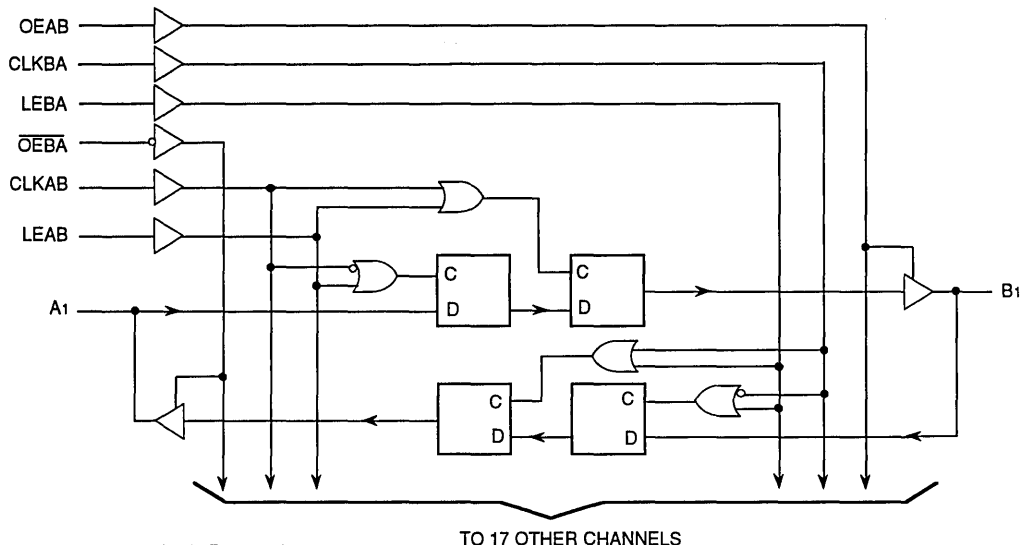 OEAB
CLKBA
LEBA
OEBA
CLKAB
LEAB
C
C
A1
D
D
B1
C
C
D
D
TO 17 OTHER CHANNELS